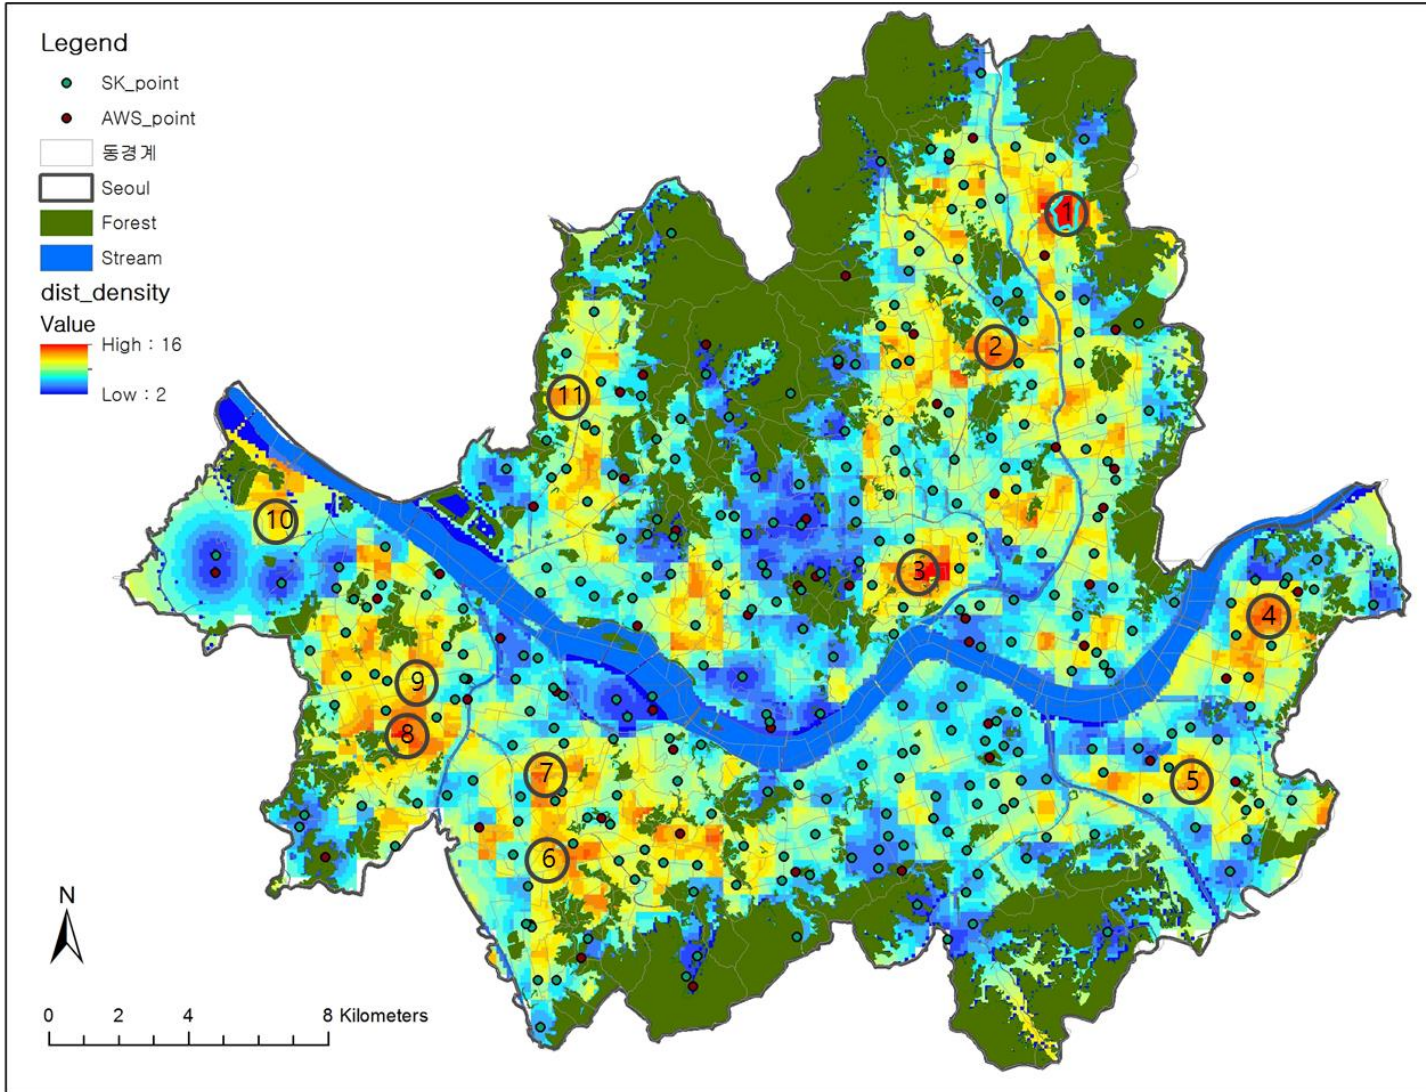 Legend
SK_point
AWS_point
동경계
Seoul
Forest
Stream
dist_density
Value
High : 16
Low : 2
1
2
11
10
3
4
9
8
7
5
6
N
0 2 4 8 Kilometers